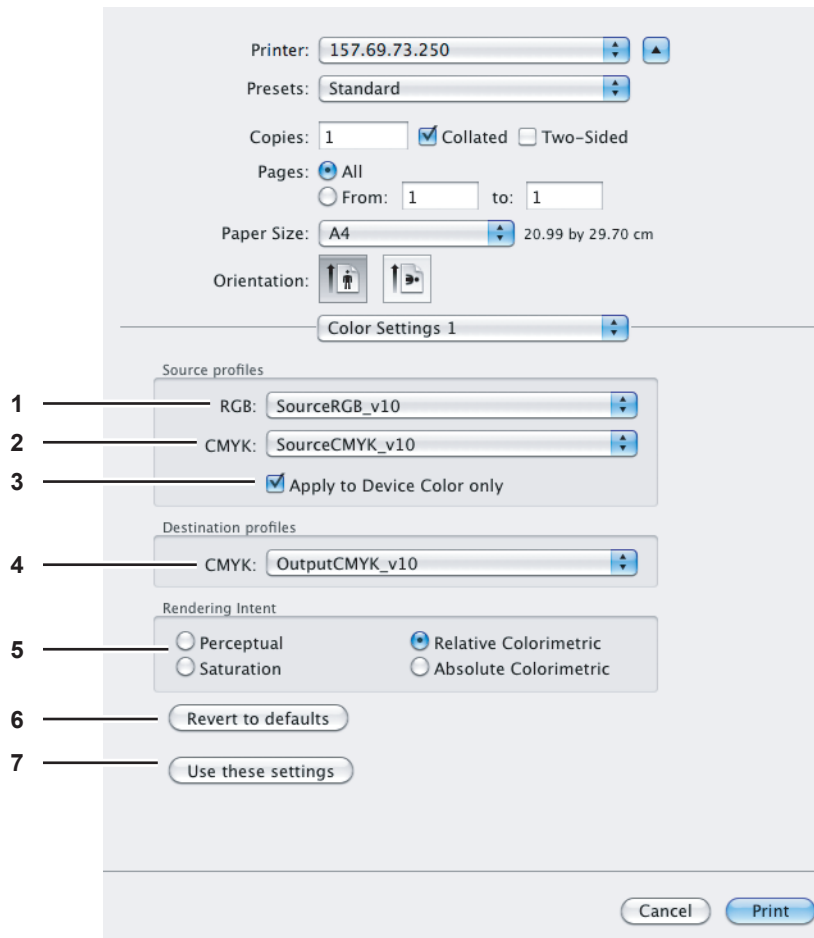 Printer: 157.69.73.250
Presets: Standard
Copies: 1 Collated Two-Sided
Pages: All
From: 1 to: 1
Paper Size: A4 20.99 by 29.70 cm
Orientation:
Color Settings 1
Source profiles
1 RGB: SourceRGB_v10
2 CMYK: SourceCMYK_v10
3 Apply to Device Color only
Destination profiles
4 CMYK: OutputCMYK_v10
Rendering Intent
Perceptual Relative Colorimetric
5
Saturation Absolute Colorimetric
6 Revert to defaults
7 Use these settings
Cancel Print